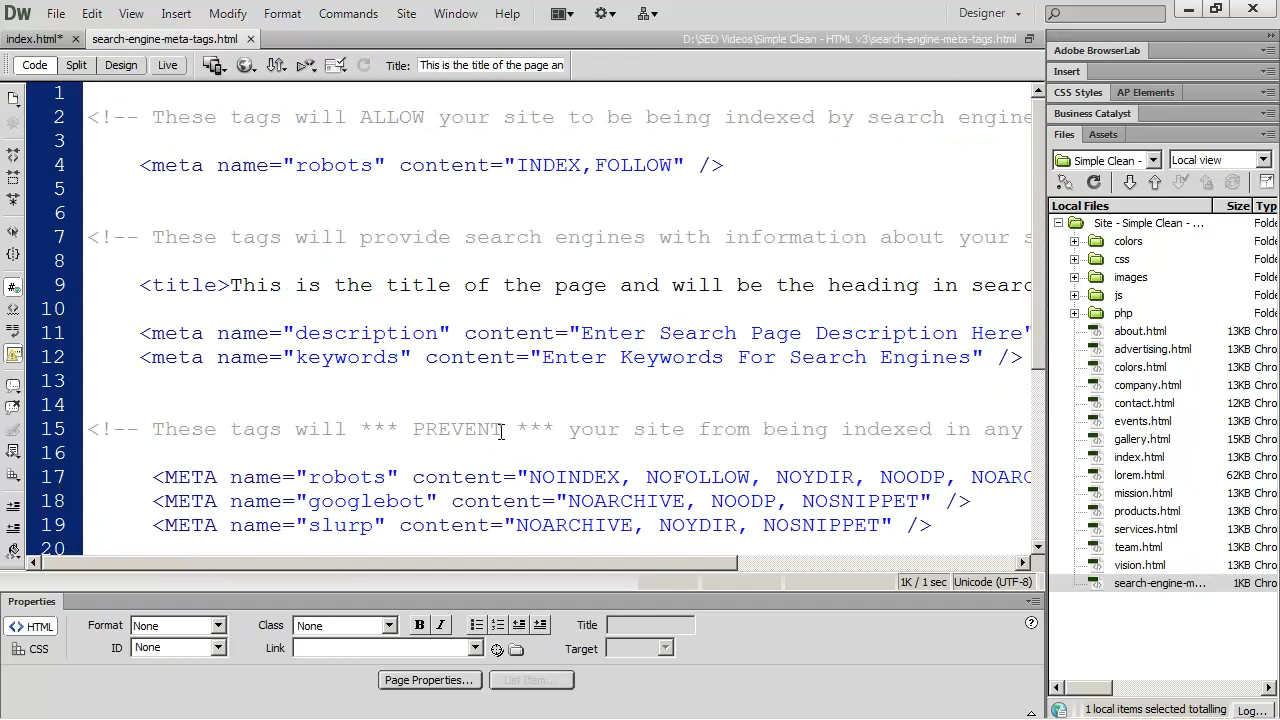 Dw File Edit View Insert Modify Format Commands Site Window Help Designer
index.html* search-engine-meta-tags.html D:\SEO Videos\Simple Clean - HTML v3\search-engine-meta-tags.html
Code Split Design Live Title: This is the title of the page an
1
2 <!-- These tags will ALLOW your site to be being indexed by search engine
3
4 <meta name="robots" content="INDEX,FOLLOW" />
5
6
7 <!-- These tags will provide search engines with information about your s
8
9 <title>This is the title of the page and will be the heading in searc
10
11 <meta name="description" content="Enter Search Page Description Here"
12 <meta name="keywords" content="Enter Keywords For Search Engines" />
13
14
15 <!-- These tags will *** PREVENT *** your site from being indexed in any
16
17 <META name="robots" content="NOINDEX, NOFOLLOW, NOYDIR, NOODP, NOARC
18 <META name="googlebot" content="NOARCHIVE, NOODP, NOSNIPPET" />
19 <META name="slurp" content="NOARCHIVE, NOYDIR, NOSNIPPET" />
20
1K / 1 sec Unicode (UTF-8)
Properties
<> HTML Format None Class None B I Title
CSS ID None Link Target
Page Properties... List Item...
Adobe BrowserLab
Insert
CSS Styles AP Elements
Business Catalyst
Files Assets
Simple Clean - Local view
Local Files Size Typ
Site - Simple Clean - ... Folde
colors Folde
css Folde
images Folde
js Folde
php Folde
about.html 13KB Chro
advertising.html 13KB Chro
colors.html 13KB Chro
company.html 13KB Chro
contact.html 12KB Chro
events.html 13KB Chro
gallery.html 13KB Chro
index.html 13KB Chro
lorem.html 62KB Chro
mission.html 13KB Chro
products.html 13KB Chro
services.html 13KB Chro
team.html 13KB Chro
vision.html 13KB Chro
search-engine-m... 1KB Chro
1 local items selected totalling Log...